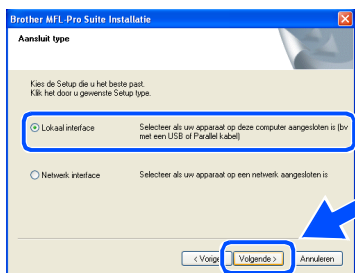 Brother MFL-Pro Suite Installatie
Aansluit type
Kies de Setup die u het beste past.
Klik het door u gewenste Setup type.
Lokaal interface
Selecteer als uw apparaat op deze computer aangesloten is (bv
met een USB of Parallel kabel)
Netwerk interface
Selecteer als uw apparaat op een netwerk aangesloten is
< Vorige
Volgende >
Annuleren